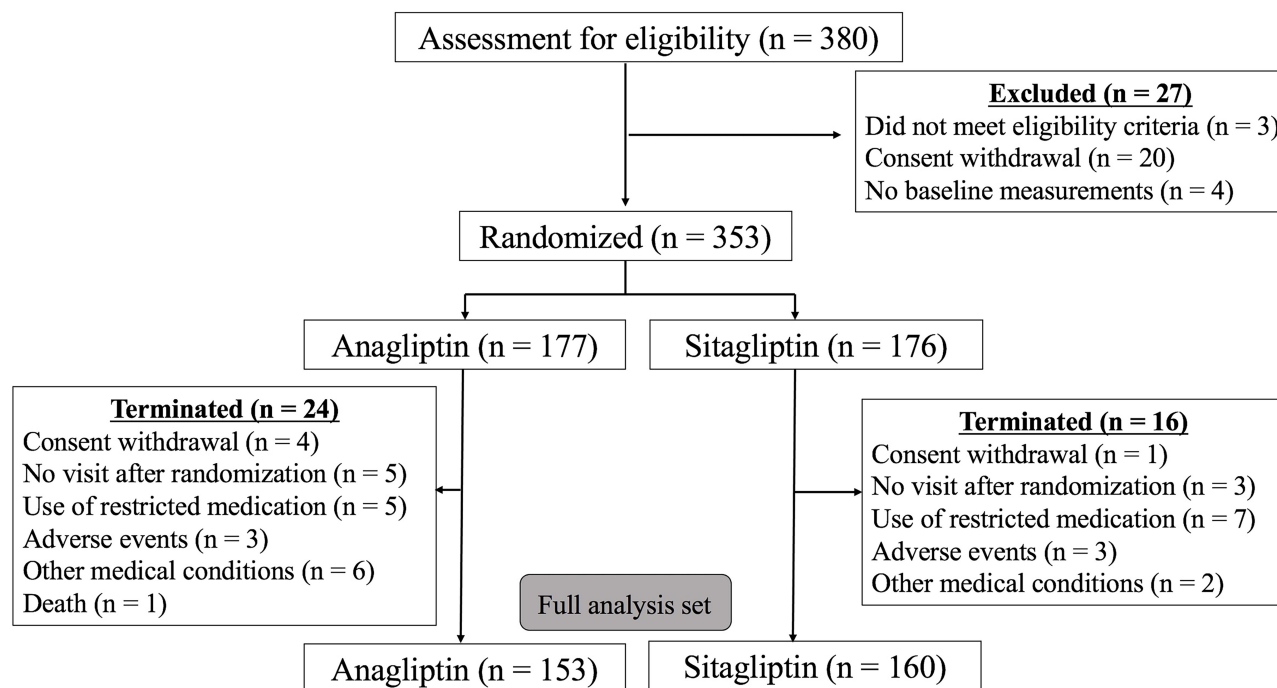 Assessment for eligibility (n = 380)
Excluded (n = 27)
Did not meet eligibility criteria (n = 3)
Consent withdrawal (n = 20)
No baseline measurements (n = 4)
Randomized (n = 353)
Anagliptin (n = 177)
Sitagliptin (n = 176)
Terminated (n = 24)
Consent withdrawal (n = 4)
No visit after randomization (n = 5)
Use of restricted medication (n = 5)
Adverse events (n = 3)
Other medical conditions (n = 6)
Death (n = 1)
Terminated (n = 16)
Consent withdrawal (n = 1)
No visit after randomization (n = 3)
Use of restricted medication (n = 7)
Adverse events (n = 3)
Other medical conditions (n = 2)
Full analysis set
Anagliptin (n = 153)
Sitagliptin (n = 160)